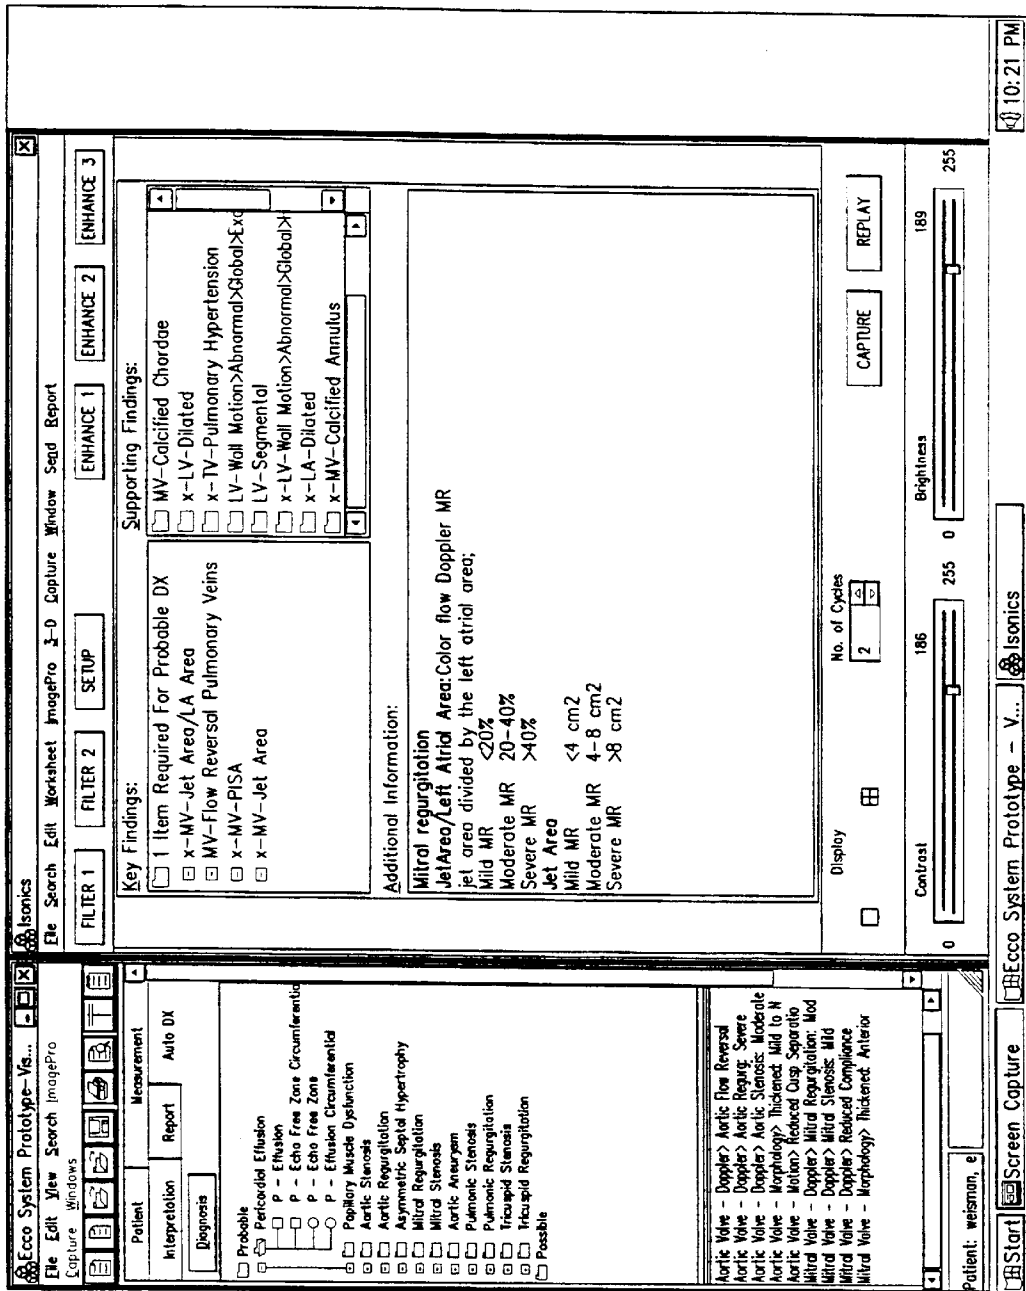 Ecco System Prototype-Vis...
File Edit View Search ImagePro
Capture Windows
Patient
Measurement
Interpretation
Report
Auto DX
Diagnosis
Probable
Pericardial Effusion
P - Effusion
P - Echo Free Zone Circumferentia
P - Echo Free Zone
P - Effusion Circumferential
Papillary Muscle Dysfunction
Aortic Stenosis
Aortic Regurgitation
Asymmetric Septal Hypertrophy
Mitral Regurgitation
Mitral Stenosis
Aortic Aneurysm
Pulmonic Stenosis
Pulmonic Regurgitation
Tricuspid Stenosis
Tricuspid Regurgitation
Possible
Aortic Valve - Doppler> Aortic Flow Reversal
Aortic Valve - Doppler> Aortic Regurg: Severe
Aortic Valve - Doppler> Aortic Stenosis: Moderate
Aortic Valve - Morphology> Thickened: Mild to N
Aortic Valve - Motion> Reduced Cusp Separatio
Mitral Valve - Doppler> Mitral Regurgitation: Mod
Mitral Valve - Doppler> Mitral Stenosis: Mild
Mitral Valve - Doppler> Reduced Compliance
Mitral Valve - Morphology> Thickened: Anterior
Patient: weisman, e
Isonics
File Search Edit Worksheet ImagePro 3-D Capture Window Send Report
FILTER 1
FILTER 2
SETUP
ENHANCE 1
ENHANCE 2
ENHANCE 3
Key Findings:
1 Item Required For Probable DX
x-MV-Jet Area/LA Area
MV-Flow Reversal Pulmonary Veins
x-MV-PISA
x-MV-Jet Area
Supporting Findings:
MV-Calcified Chordae
x-LV-Dilated
x-TV-Pulmonary Hypertension
LV-Wall Motion>Abnormal>Global>Exc
LV-Segmental
x-LV-Wall Motion>Abnormal>Global>H
x-LA-Dilated
x-MV-Calcified Annulus
Additional Information:
Mitral regurgitation
JetArea/Left Atrial Area:Color flow Doppler MR
jet area divided by the left atrial area;
Mild MR <20%
Moderate MR 20-40%
Severe MR >40%
Jet Area
Mild MR <4 cm2
Moderate MR 4-8 cm2
Severe MR >8 cm2
Display
No. of Cycles
2
CAPTURE
REPLAY
Contrast
186
0
255
Brightness
189
0
255
Start
Screen Capture
Ecco System Prototype - V...
Isonics
10:21 PM